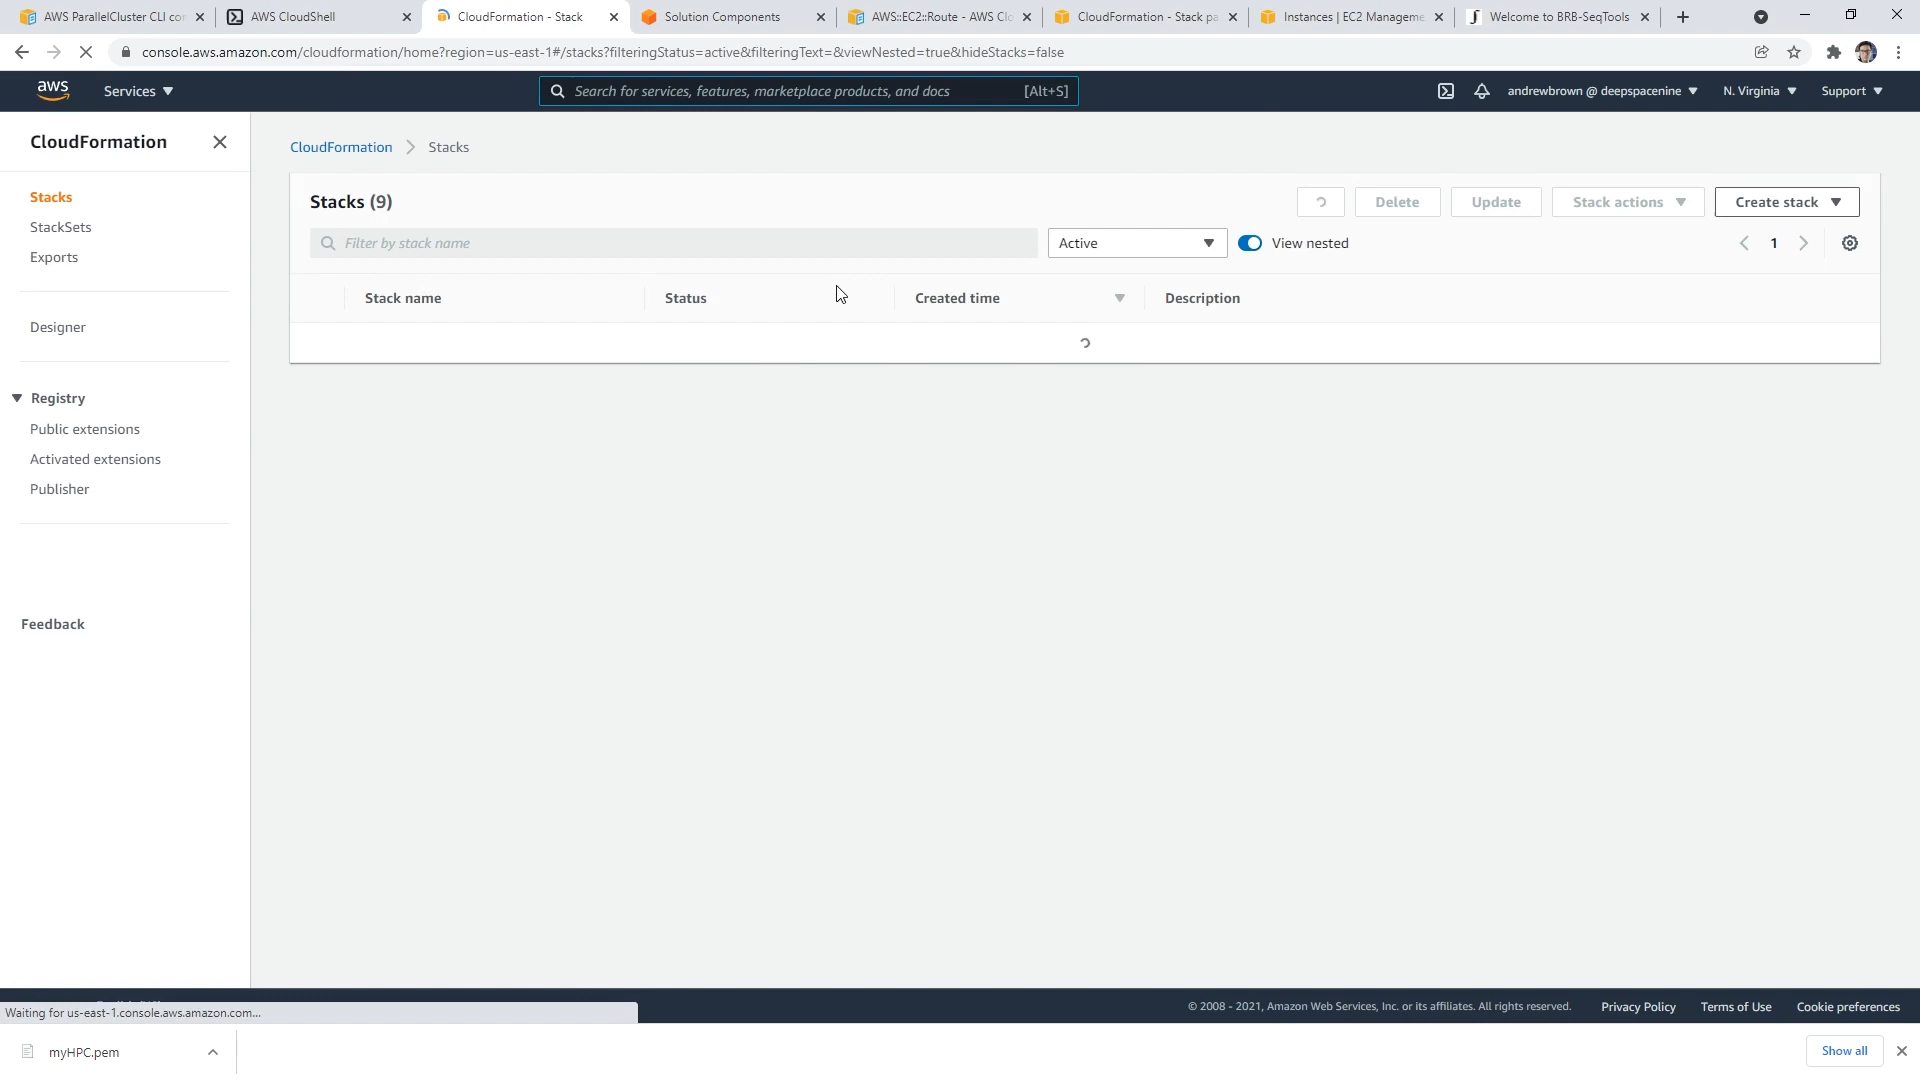 AWS ParallelCluster CLI co
AWS CloudShell
CloudFormation - Stack
Solution Components
AWS::EC2::Route - AWS Clo
CloudFormation - Stack pa
Instances | EC2 Manageme
Welcome to BRB-SeqTools
console.aws.amazon.com/cloudformation/home?region=us-east-1#/stacks?filteringStatus=active&filteringText=&viewNested=true&hideStacks=false
aws
Services
Search for services, features, marketplace products, and docs
[Alt+S]
andrewbrown @ deepspacenine
N. Virginia
Support
CloudFormation
Stacks
StackSets
Exports
Designer
Registry
Public extensions
Activated extensions
Publisher
Feedback
CloudFormation
Stacks
Stacks (9)
Delete
Update
Stack actions
Create stack
Filter by stack name
Active
View nested
1
Stack name
Status
Created time
Description
© 2008 - 2021, Amazon Web Services, Inc. or its affiliates. All rights reserved.
Privacy Policy
Terms of Use
Cookie preferences
Waiting for us-east-1.console.aws.amazon.com...
myHPC.pem
Show all